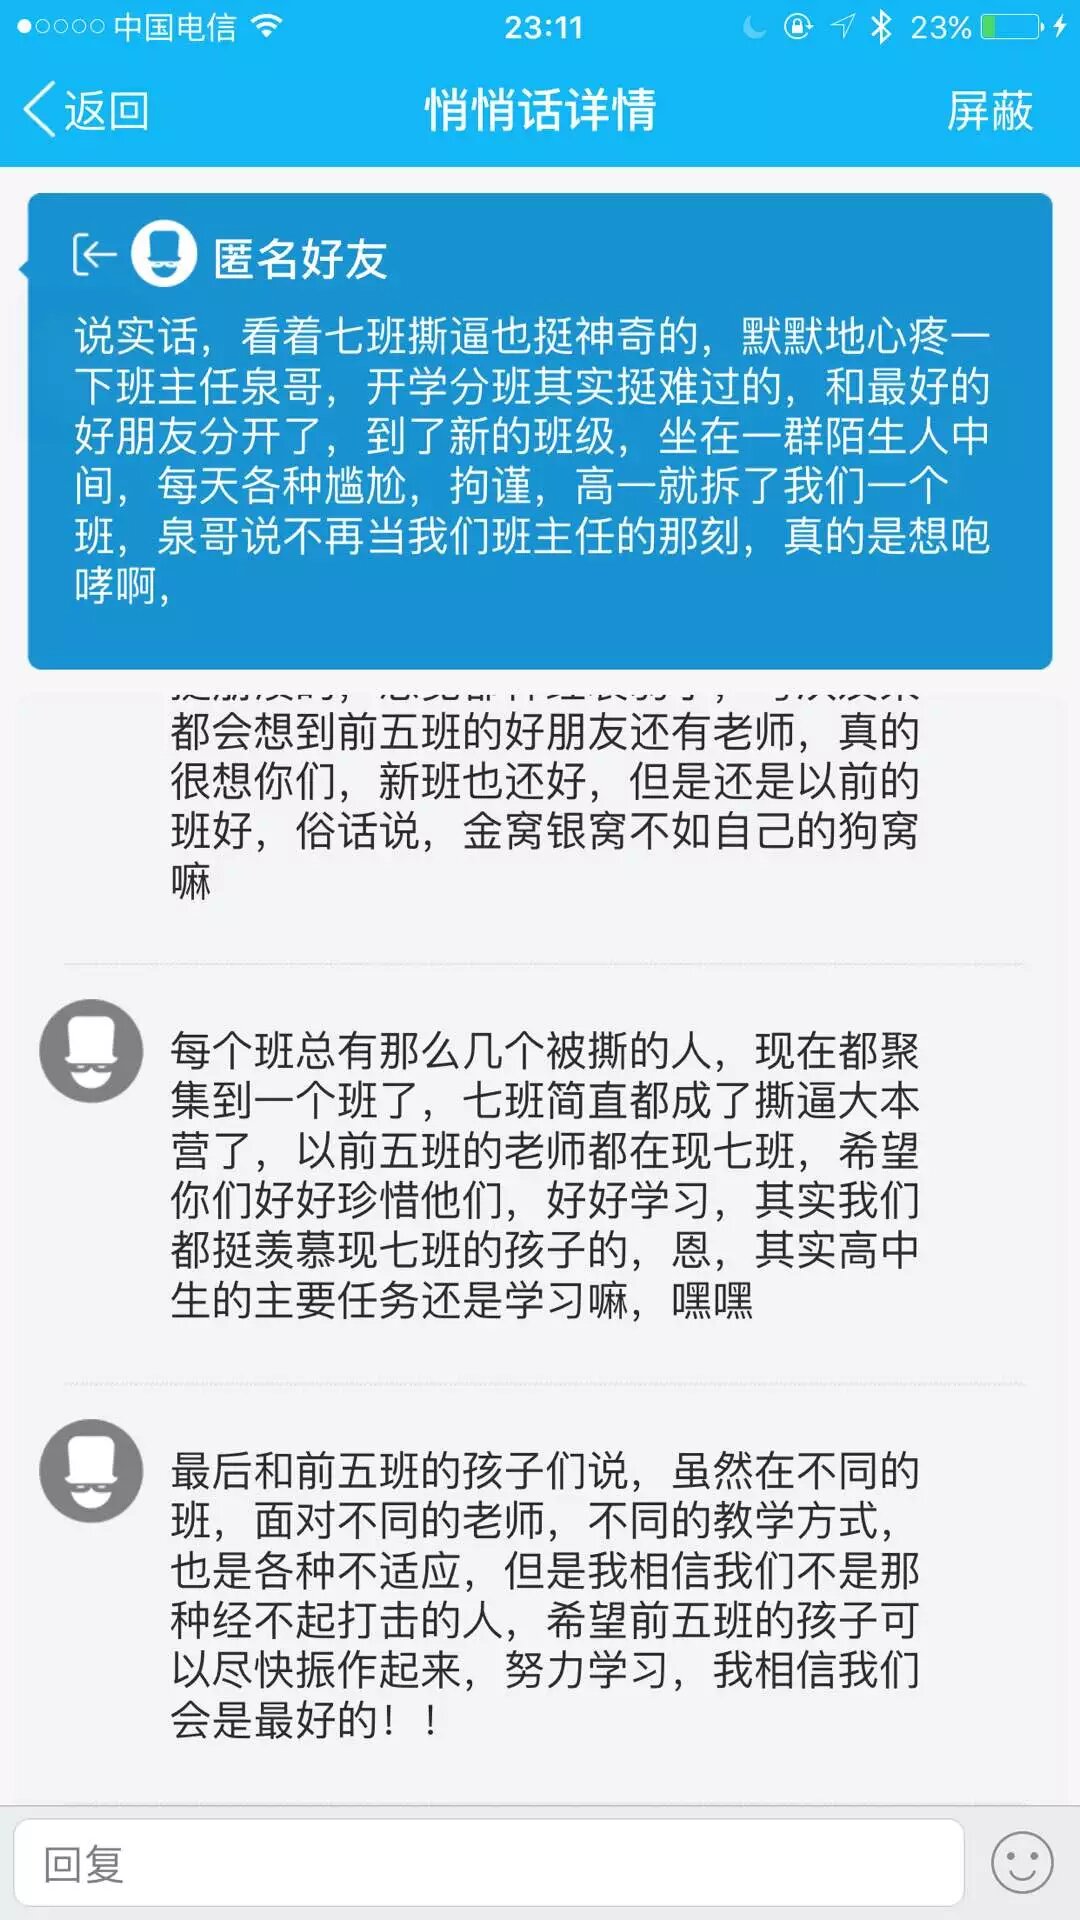 中国电信
23:11
23%
返回
悄悄话详情
屏蔽
匿名好友
说实话，看着七班撕逼也挺神奇的，默默地心疼一
下班主任泉哥，开学分班其实挺难过的，和最好的
好朋友分开了，到了新的班级，坐在一群陌生人中
间，每天各种尴尬，拘谨，高一就拆了我们一个
班，泉哥说不再当我们班主任的那刻，真的是想咆
哮啊，
都会想到前五班的好朋友还有老师，真的
很想你们，新班也还好，但是还是以前的
班好，俗话说，金窝银窝不如自己的狗窝
嘛
每个班总有那么几个被撕的人，现在都聚
集到一个班了，七班简直都成了撕逼大本
营了，以前五班的老师都在现七班，希望
你们好好珍惜他们，好好学习，其实我们
都挺羡慕现七班的孩子的，恩，其实高中
生的主要任务还是学习嘛，嘿嘿
最后和前五班的孩子们说，虽然在不同的
班，面对不同的老师，不同的教学方式，
也是各种不适应，但是我相信我们不是那
种经不起打击的人，希望前五班的孩子可
以尽快振作起来，努力学习，我相信我们
会是最好的！！
回复